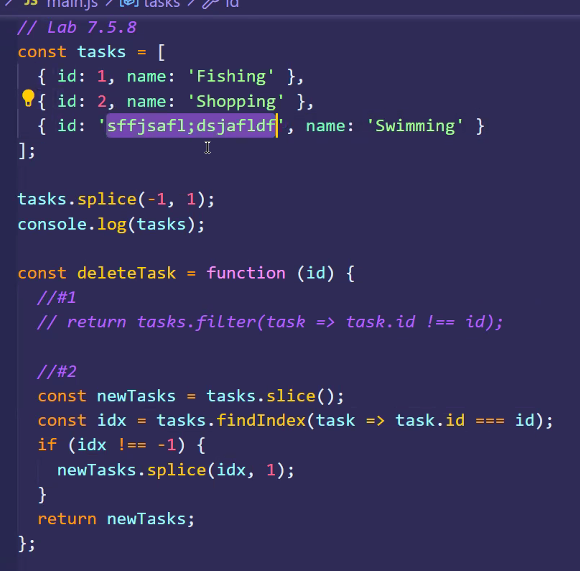 JS main.js > tasks > id
// Lab 7.5.8
const tasks = [
  { id: 1, name: 'Fishing' },
  { id: 2, name: 'Shopping' },
  { id: 'sffjsafl;dsjafldf', name: 'Swimming' }
];

tasks.splice(-1, 1);
console.log(tasks);

const deleteTask = function (id) {
  //#1
  // return tasks.filter(task => task.id !== id);

  //#2
  const newTasks = tasks.slice();
  const idx = tasks.findIndex(task => task.id === id);
  if (idx !== -1) {
    newTasks.splice(idx, 1);
  }
  return newTasks;
};